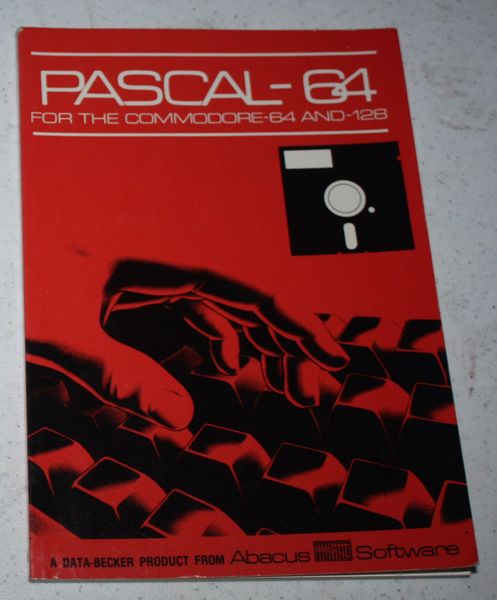 PASCAL-64
FOR THE COMMODORE-64 AND-128
A DATA-BECKER PRODUCT FROM Abacus Software